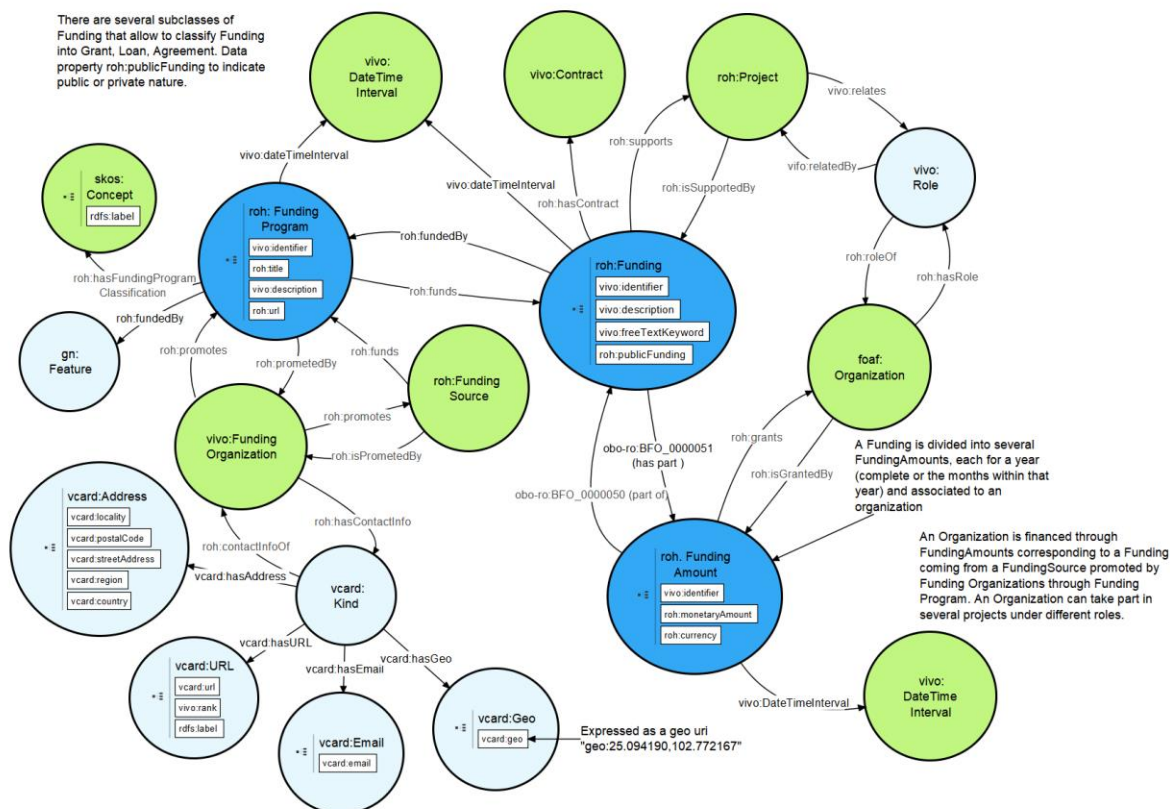 There are several subclasses of
Funding that allow to classify Funding
into Grant, Loan, Agreement. Data
property roh:publicFunding to indicate
public or private nature.
vivo:
DateTime
Interval
vivo:Contract
roh:Project
vivo:relates
vifo:relatedBy
vivo:
Role
roh:supports
roh:isSupportedBy
roh:hasContract
vivo:dateTimeInterval
vivo:dateTimeInterval
skos:
Concept
rdfs:label
roh:hasFundingProgram
Classification
roh: Funding
Program
vivo:identifier
roh:title
vivo:description
roh:url
roh:fundedBy
roh:funds
roh:Funding
vivo:identifier
vivo:description
vivo:freeTextKeyword
roh:publicFunding
roh:roleOf
roh:hasRole
roh:fundedBy
gn:
Feature
roh:promotes
roh:prometedBy
roh:funds
roh:Funding
Source
foaf:
Organization
vivo:Funding
Organization
roh:promotes
roh:isPrometedBy
obo-ro:BFO_0000051
(has part )
obo-ro:BFO_0000050 (part of)
roh:grants
roh:isGrantedBy
A Funding is divided into several
FundingAmounts, each for a year
(complete or the months within that
year) and associated to an
organization
vcard:Address
vcard:locality
vcard:postalCode
vcard:streetAddress
vcard:region
vcard:country
roh:hasContactInfo
roh:contactInfoOf
vcard:hasAddress
vcard:
Kind
roh. Funding
Amount
vivo:identifier
roh:monetaryAmount
roh:currency
An Organization is financed through
FundingAmounts corresponding to a Funding
coming from a FundingSource promoted by
Funding Organizations through Funding
Program. An Organization can take part in
several projects under different roles.
vcard:hasURL
vcard:hasEmail
vcard:hasGeo
vcard:URL
vcard:url
vivo:rank
rdfs:label
vcard:Email
vcard:email
vcard:Geo
vcard:geo
Expressed as a geo uri
"geo:25.094190,102.772167"
vivo:DateTimeInterval
vivo:
DateTime
Interval